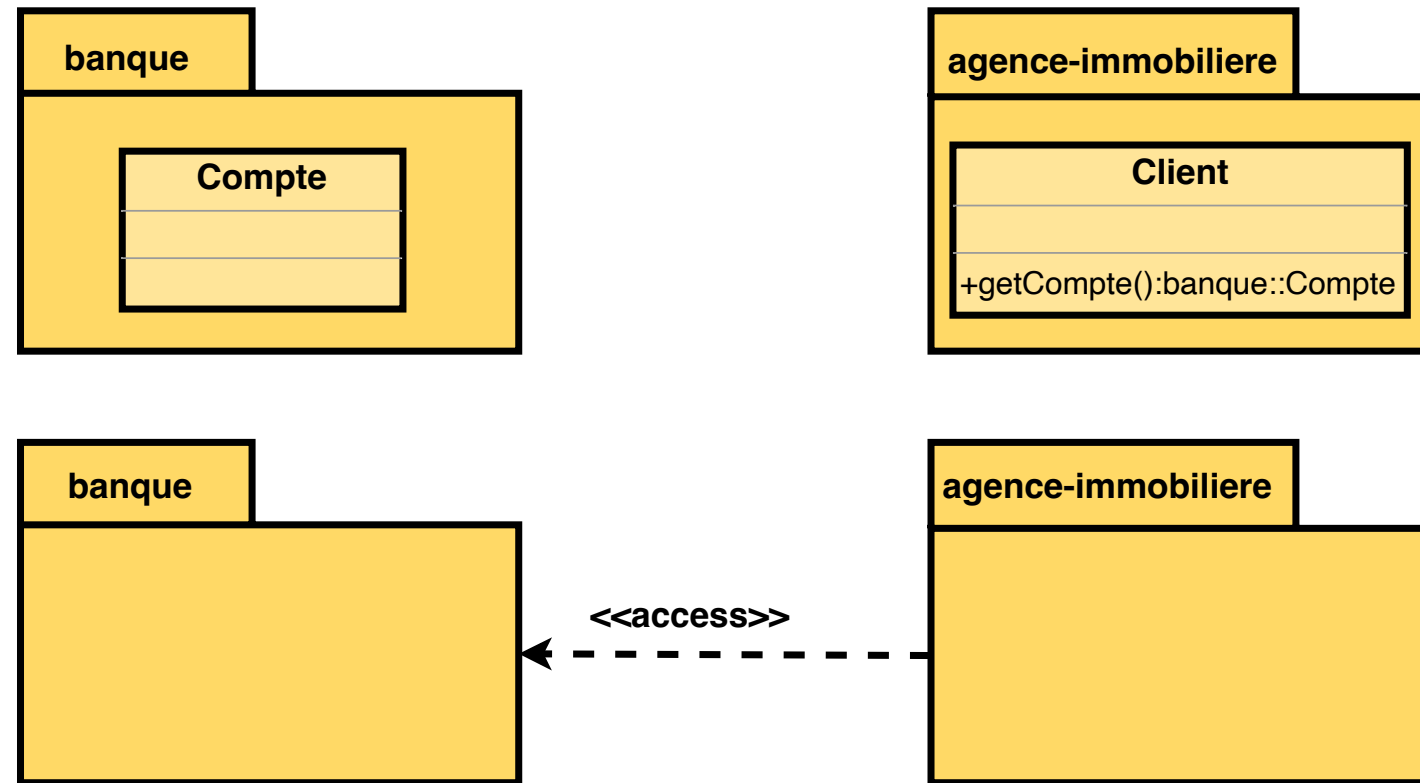 banque
agence-immobiliere
Compte
Client
+getCompte():banque::Compte
banque
agence-immobiliere
<<access>>